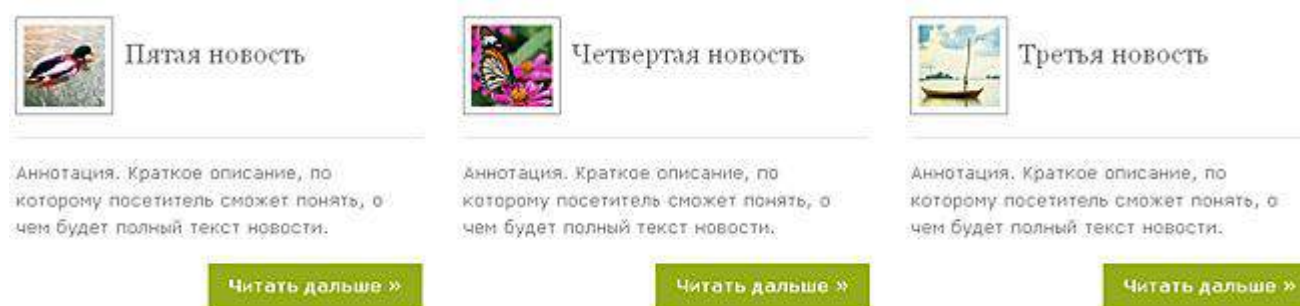 Пятая новость
Аннотация. Краткое описание, по
которому посетитель сможет понять, о
чем будет полный текст новости.
Читать дальше »
Четвертая новость
Аннотация. Краткое описание, по
которому посетитель сможет понять, о
чем будет полный текст новости.
Читать дальше »
Третья новость
Аннотация. Краткое описание, по
которому посетитель сможет понять, о
чем будет полный текст новости.
Читать дальше »